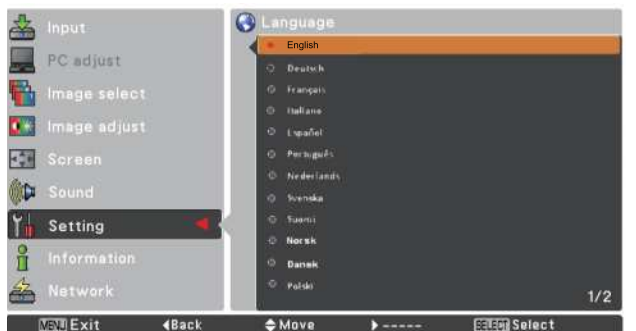 Input
PC adjust
Image select
Image adjust
Screen
Sound
Setting
Information
Network
Language
English
Deutsch
Français
Italiano
Español
Português
Nederlands
Svenska
Suomi
Norsk
Dansk
Polski
1/2
MENU Exit ◀Back ◆Move ▶----- SELECT Select